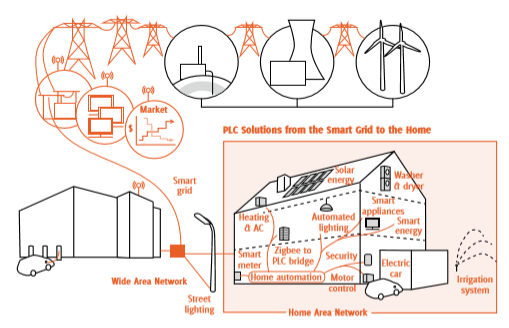 Market
$
PLC Solutions from the Smart Grid to the Home
Smart
grid
Solar
energy
Washer
& dryer
Smart
appliances
Heating
& AC
Automated
lighting
Smart
energy
Smart
meter
Zigbee to
PLC bridge
Security
Electric
car
Home automation
Motor
control
Wide Area Network
Irrigation
system
Street
lighting
Home Area Network